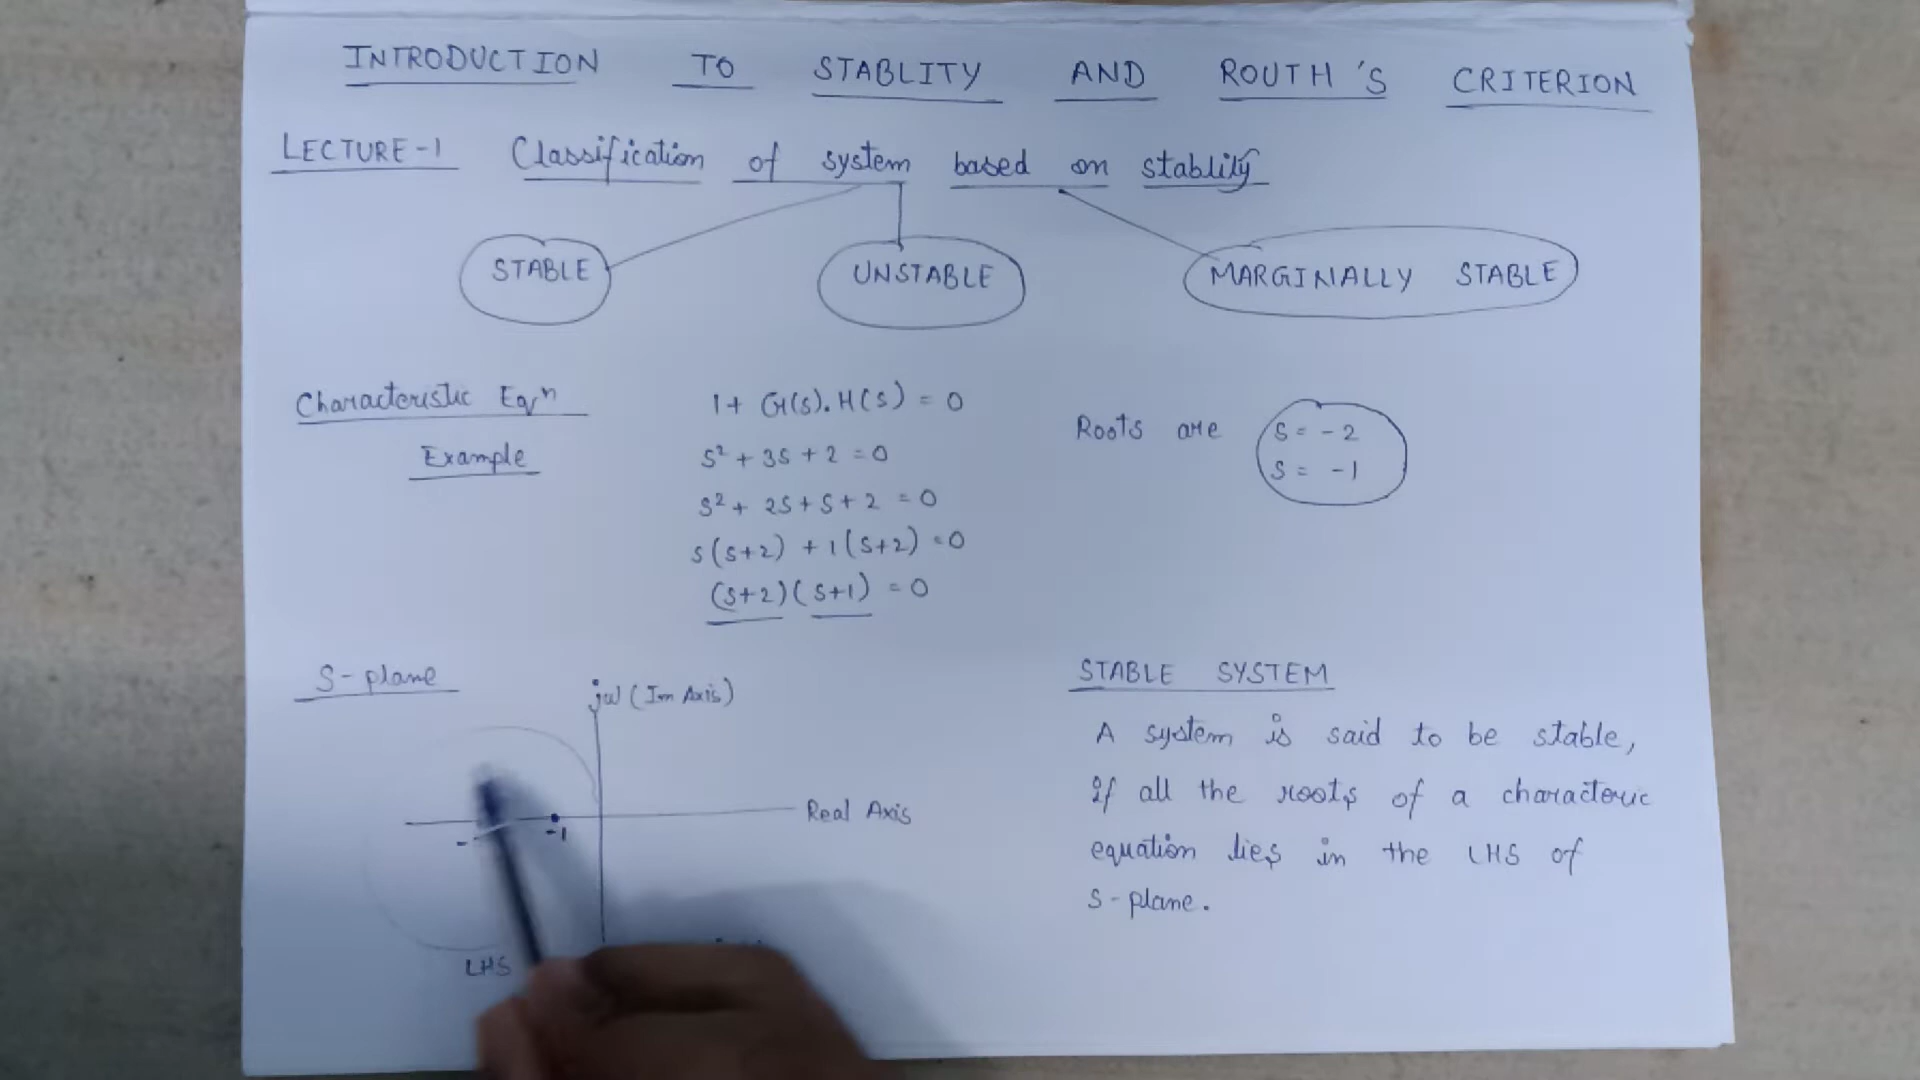 INTRODUCTION TO STABLITY AND ROUTH'S CRITERION
LECTURE-1 Classification of system based on stablity
STABLE
UNSTABLE
MARGINALLY STABLE
Characteristic Eqⁿ
1 + G(s).H(s) = 0
Example
s² + 3s + 2 = 0
s² + 2s + s + 2 = 0
s(s+2) + 1(s+2) = 0
(s+2)(s+1) = 0
Roots are
s = -2
s = -1
S-plane
jω (Im Axis)
Real Axis
-1
LHS
STABLE SYSTEM
A system is said to be stable,
If all the roots of a charactoric
equation lies in the LHS of
S-plane.